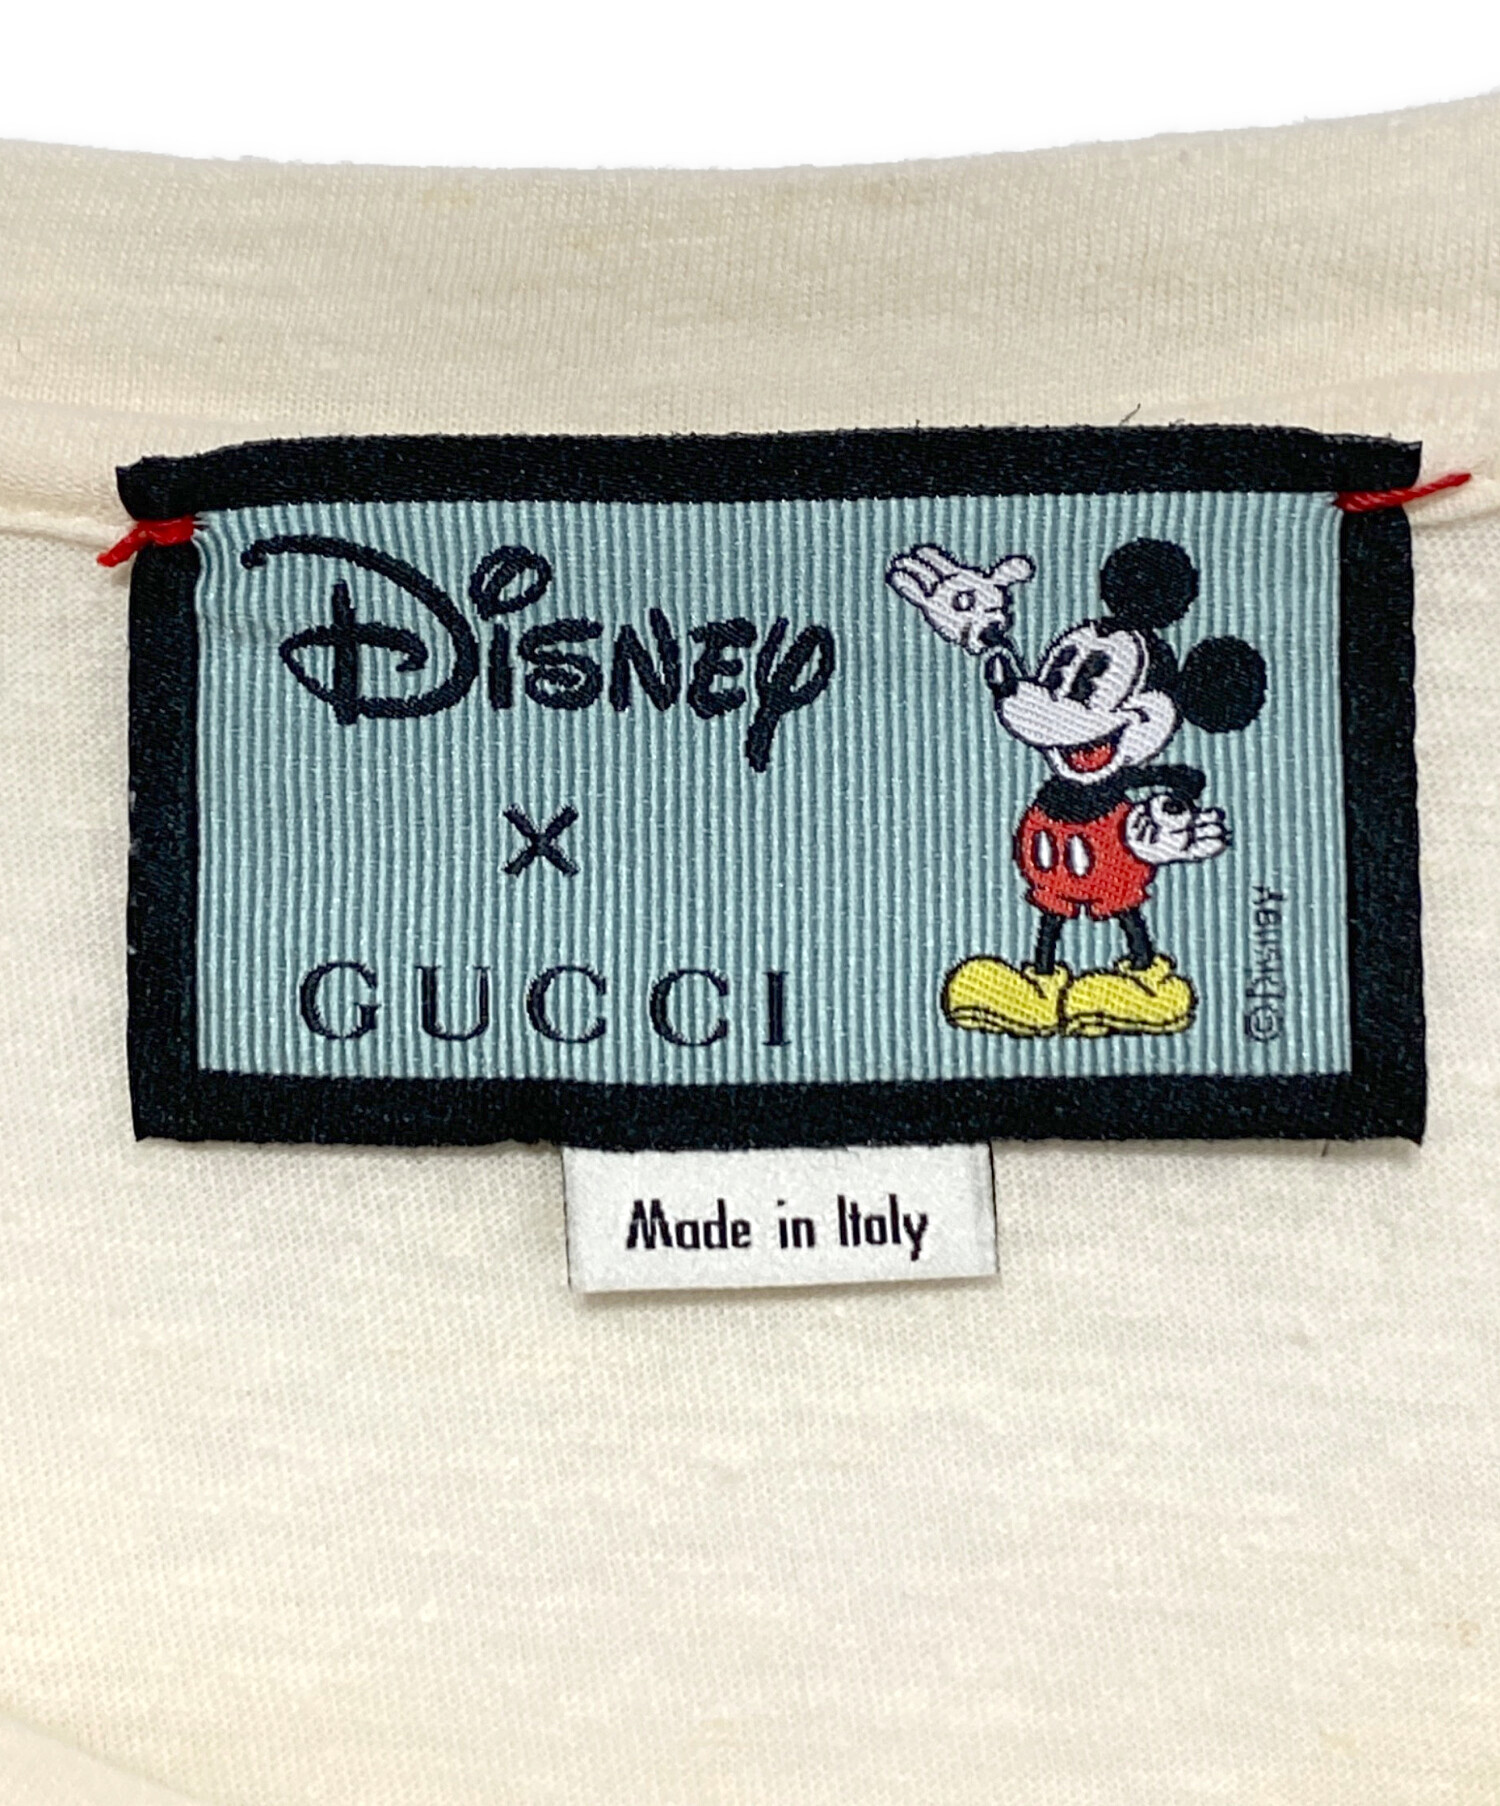 Disney
×
GUCCI
©Disney
Made in Italy